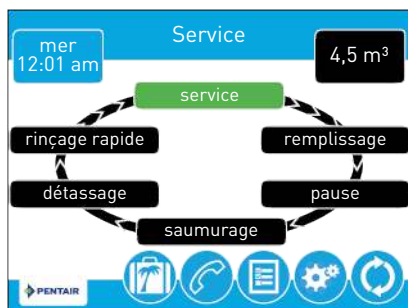 Service
mer
12:01 am
4,5 m³
service
rinçage rapide
remplissage
détassage
pause
saumurage
PENTAIR